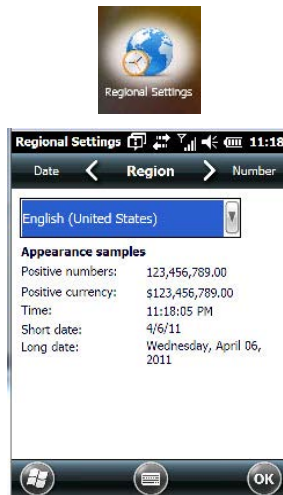 Regional Settings
Regional Settings 11:18
Date Region Number
English (United States)
Appearance samples
Positive numbers: 123,456,789.00
Positive currency: $123,456,789.00
Time: 11:18:05 PM
Short date: 4/6/11
Long date: Wednesday, April 06,
2011
OK